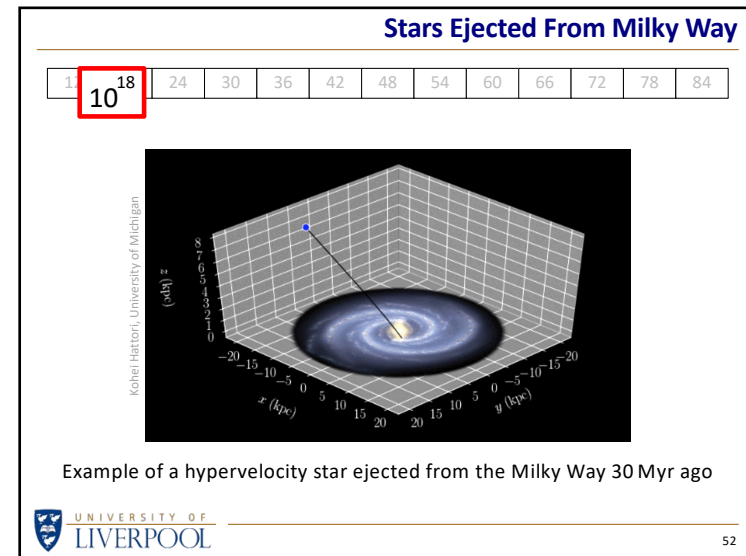 Stars Ejected From Milky Way
10^18 24 30 36 42 48 54 60 66 72 78 84
Kohei Hattori, University of Michigan
8
7
6
5
4
3
2
1
0
z (kpc)
−20 −15 −10 −5 0 5 10 15 20
x (kpc)
20 15 10 5 0 −5 −10 −15 −20
y (kpc)
Example of a hypervelocity star ejected from the Milky Way 30 Myr ago
UNIVERSITY OF
LIVERPOOL
52